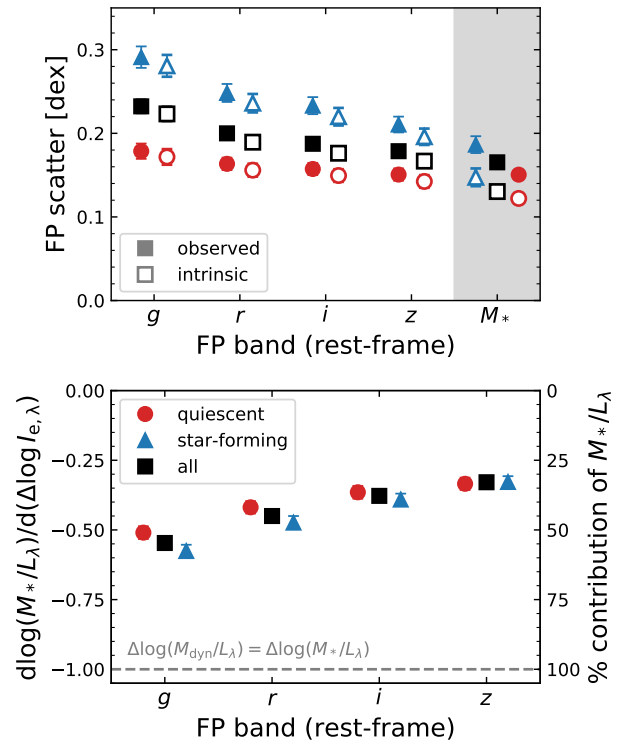 0.3
0.2
0.1
0.0
FP scatter [dex]
observed
intrinsic
g r i z M*
FP band (rest-frame)
0.00
−0.25
−0.50
−0.75
−1.00
dlog(M*/Lλ)/d(Δlog Ie,λ)
quiescent
star-forming
all
Δlog(Mdyn/Lλ) = Δlog(M*/Lλ)
0
25
50
75
100
% contribution of M*/Lλ
g r i z
FP band (rest-frame)